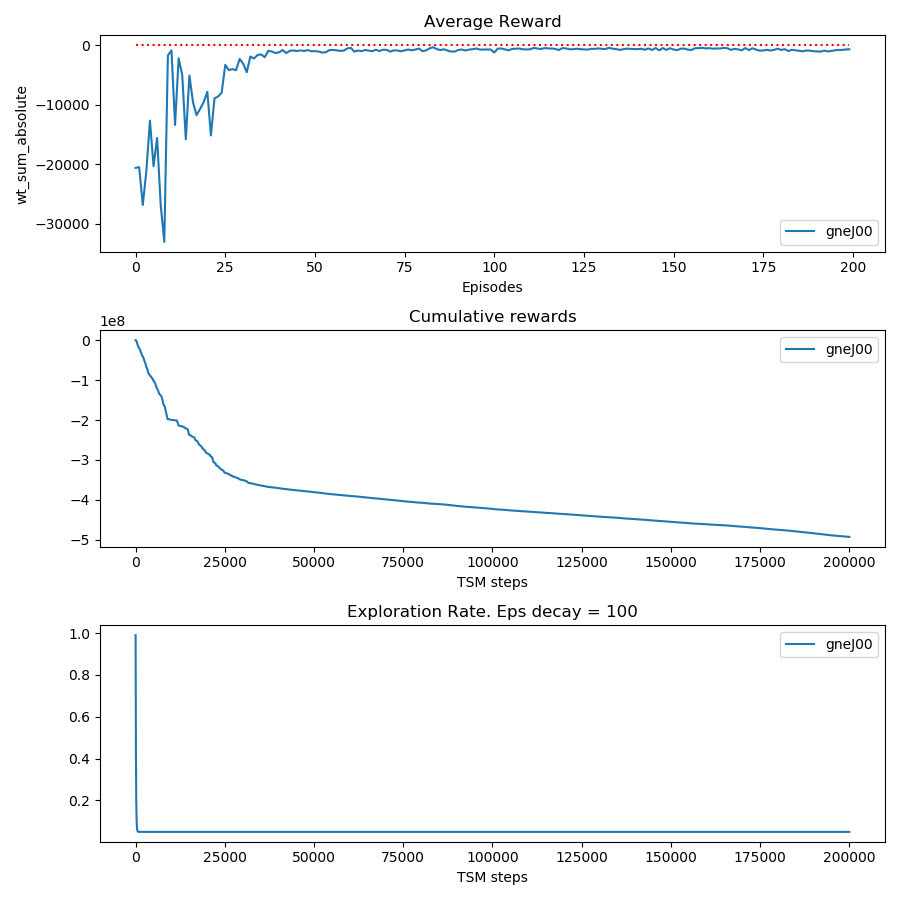 Average Reward
0
−10000
−20000
−30000
wt_sum_absolute
gneJ00
0 25 50 75 100 125 150 175 200
Episodes
Cumulative rewards
1e8
0
−1
−2
−3
−4
−5
gneJ00
0 25000 50000 75000 100000 125000 150000 175000 200000
TSM steps
Exploration Rate. Eps decay = 100
1.0
0.8
0.6
0.4
0.2
gneJ00
0 25000 50000 75000 100000 125000 150000 175000 200000
TSM steps